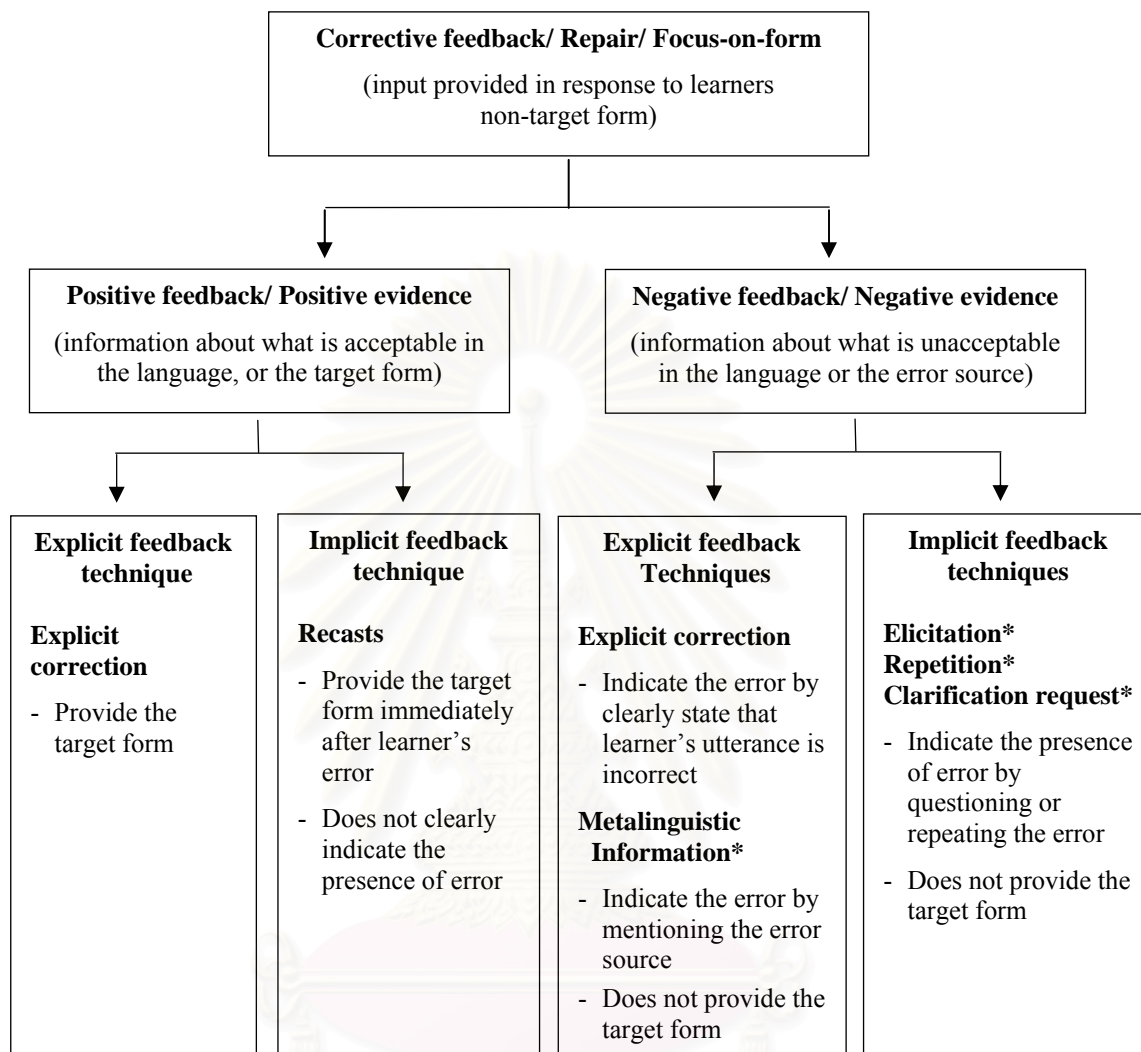 Corrective feedback/ Repair/ Focus-on-form
(input provided in response to learners
non-target form)
Positive feedback/ Positive evidence
(information about what is acceptable in
the language, or the target form)
Negative feedback/ Negative evidence
(information about what is unacceptable
in the language or the error source)
Explicit feedback
technique
Explicit
correction
- Provide the
target form
Implicit feedback
technique
Recasts
- Provide the target
form immediately
after learner's
error
- Does not clearly
indicate the
presence of error
Explicit feedback
Techniques
Explicit correction
- Indicate the error by
clearly state that
learner's utterance is
incorrect
Metalinguistic
Information*
- Indicate the error by
mentioning the error
source
- Does not provide the
target form
Implicit feedback
techniques
Elicitation*
Repetition*
Clarification request*
- Indicate the presence
of error by
questioning or
repeating the error
- Does not provide the
target form